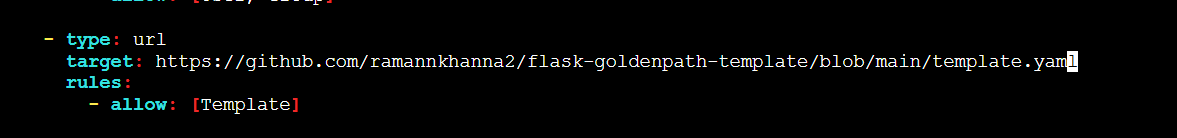 - type: url
target: https://github.com/ramannkhanna2/flask-goldenpath-template/blob/main/template.yaml
rules:
- allow: [Template]